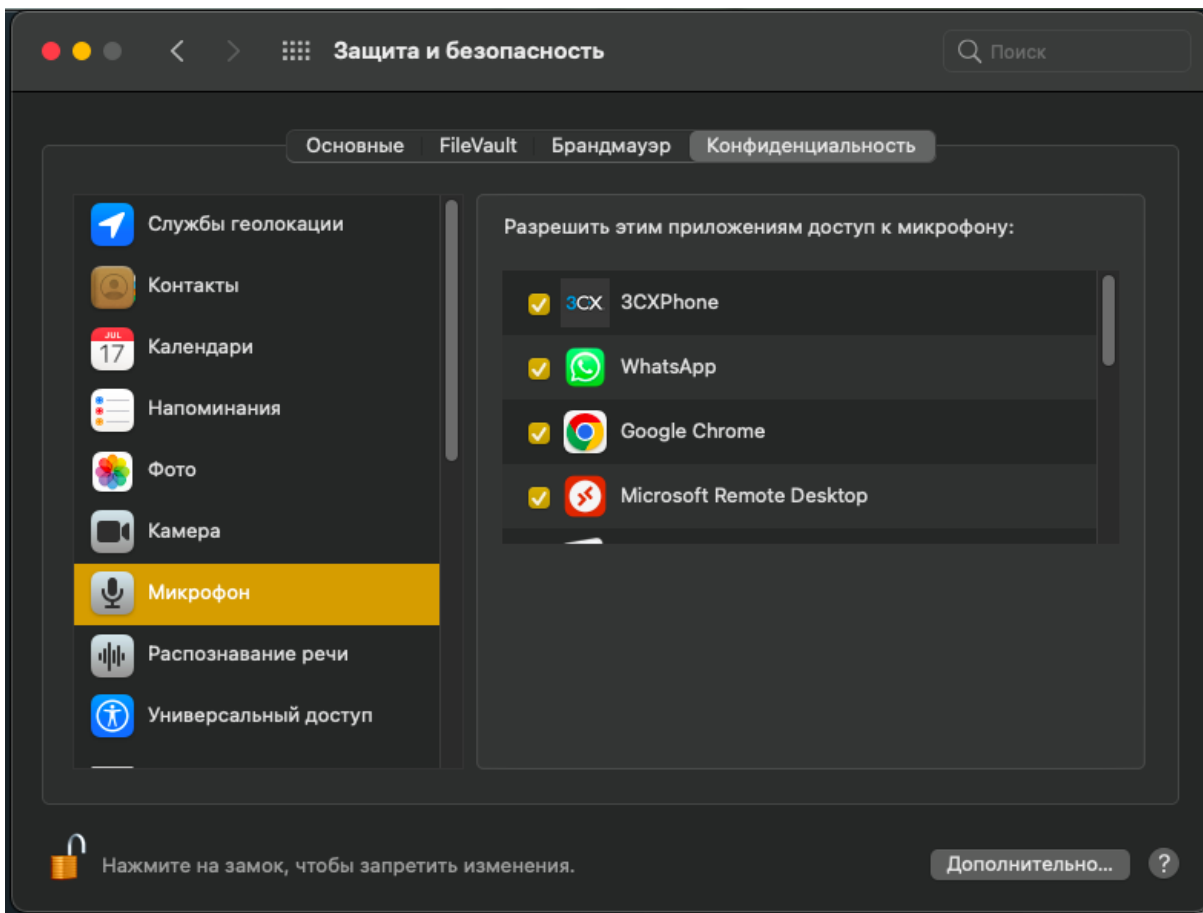 Защита и безопасность
Поиск
Основные FileVault Брандмауэр Конфиденциальность
Службы геолокации
Контакты
JUL
17
Календари
Напоминания
Фото
Камера
Микрофон
Распознавание речи
Универсальный доступ
Разрешить этим приложениям доступ к микрофону:
3CX 3CXPhone
WhatsApp
Google Chrome
Microsoft Remote Desktop
Нажмите на замок, чтобы запретить изменения.
Дополнительно... ?